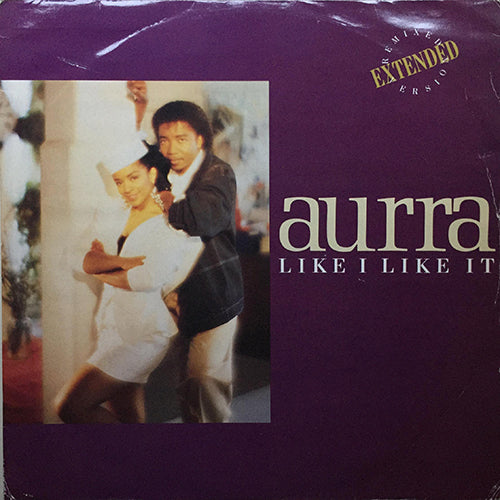 REMIXED
EXTENDED
VERSION
aurra
LIKE I LIKE IT